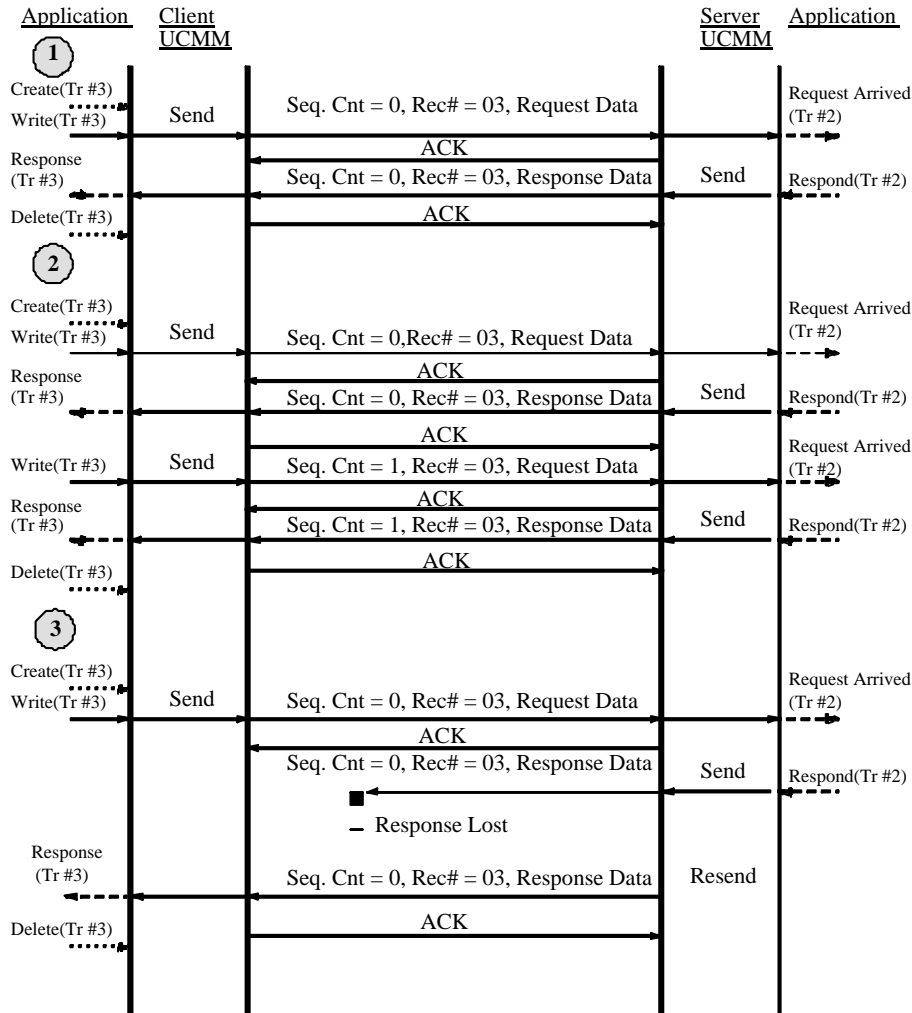 Application Client Server Application
UCMM UCMM
1
Create(Tr #3)
Write(Tr #3) Send Seq. Cnt = 0, Rec# = 03, Request Data Request Arrived
(Tr #2)
ACK
Response
(Tr #3) Seq. Cnt = 0, Rec# = 03, Response Data Send Respond(Tr #2)
Delete(Tr #3) ACK
2
Create(Tr #3)
Write(Tr #3) Send Seq. Cnt = 0,Rec# = 03, Request Data Request Arrived
(Tr #2)
ACK
Response
(Tr #3) Seq. Cnt = 0, Rec# = 03, Response Data Send Respond(Tr #2)
ACK
Write(Tr #3) Send Seq. Cnt = 1, Rec# = 03, Request Data Request Arrived
(Tr #2)
ACK
Response
(Tr #3) Seq. Cnt = 1, Rec# = 03, Response Data Send Respond(Tr #2)
ACK
Delete(Tr #3)
3
Create(Tr #3)
Write(Tr #3) Send Seq. Cnt = 0, Rec# = 03, Request Data Request Arrived
(Tr #2)
ACK
Seq. Cnt = 0, Rec# = 03, Response Data Send Respond(Tr #2)
Response Lost
Response
(Tr #3) Seq. Cnt = 0, Rec# = 03, Response Data Resend
ACK
Delete(Tr #3)